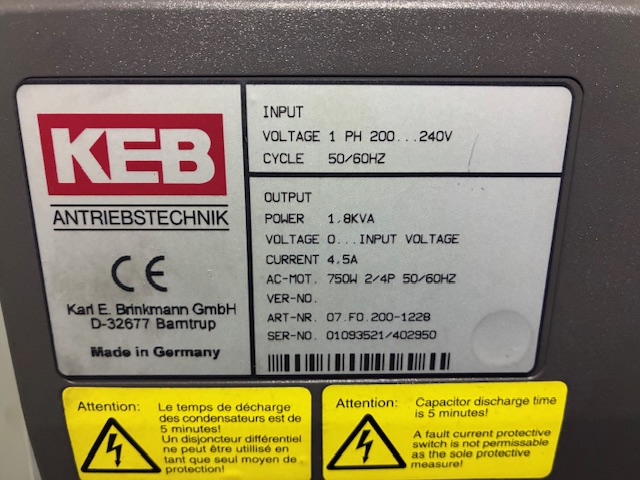 KEB
ANTRIEBSTECHNIK
CE
Karl E. Brinkmann GmbH
D-32677 Barntrup
Made in Germany
INPUT
VOLTAGE 1 PH 200...240V
CYCLE 50/60HZ
OUTPUT
POWER 1,8KVA
VOLTAGE 0...INPUT VOLTAGE
CURRENT 4,5A
AC-MOT. 750W 2/4P 50/60HZ
VER-NO.
ART-NR. 07.F0.200-1228
SER-NO. 01093521/402950
Attention:
Le temps de décharge
des condensateurs est de
5 minutes!
Un disjoncteur différentiel
ne peut être utilisé en
tant que seul moyen de
protection!
Attention:
Capacitor discharge time
is 5 minutes!
A fault current protective
switch is not permissable
as the sole protective
measure!